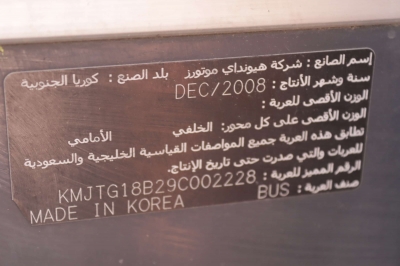 إسم الصانع : شركة هيونداي موتورز بلد الصنع : كوريا الجنوبية
سنة وشهر الأنتاج : DEC/2008
الوزن الأقصى للعربة :
الوزن الأقصى على كل محور: الخلفي الأمامي
تطابق هذه العربة جميع المواصفات القياسية الخليجية والسعودية
للعربات والتي صدرت حتى تاريخ الإنتاج.
الرقم المميز للعربة : KMJTG18B29C002228
صنف العربة : BUS
MADE IN KOREA